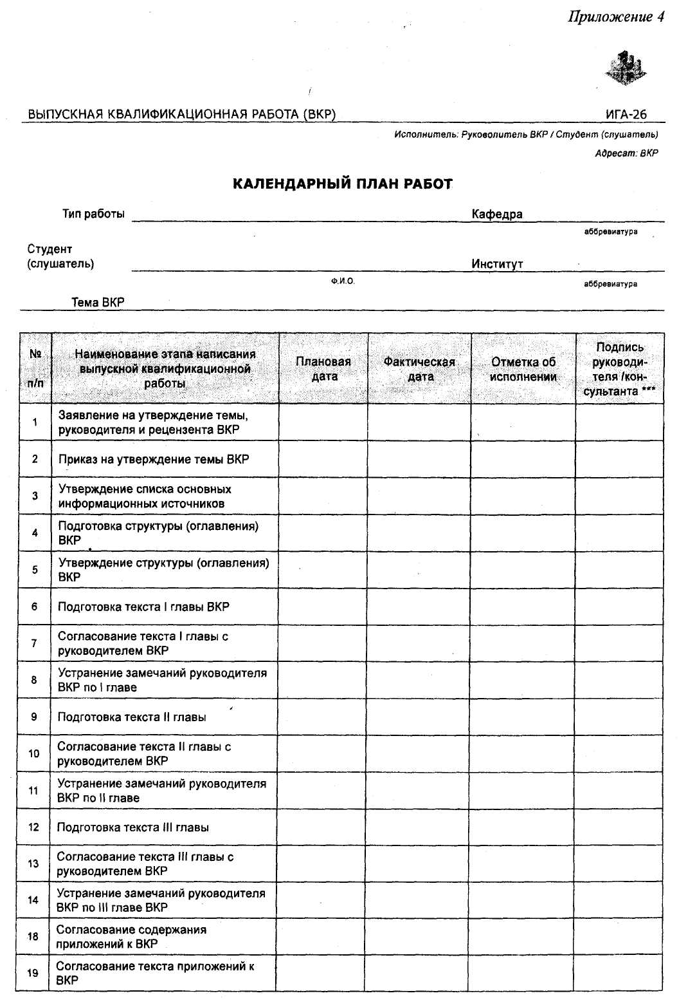 Приложение 4
ВЫПУСКНАЯ КВАЛИФИКАЦИОННАЯ РАБОТА (ВКР) ИГА-26
Исполнитель: Руководитель ВКР / Студент (слушатель)
Адресат: ВКР
КАЛЕНДАРНЫЙ ПЛАН РАБОТ
Тип работы Кафедра
аббревиатура
Студент
(слушатель) Институт
Ф.И.О. аббревиатура
Тема ВКР
№
п/п
Наименование этапа написания
выпускной квалификационной
работы
Плановая
дата
Фактическая
дата
Отметка об
исполнении
Подпись
руководи-
теля /кон-
сультанта ***
1 Заявление на утверждение темы,
руководителя и рецензента ВКР
2 Приказ на утверждение темы ВКР
3 Утверждение списка основных
информационных источников
4 Подготовка структуры (оглавления)
ВКР
5 Утверждение структуры (оглавления)
ВКР
6 Подготовка текста I главы ВКР
7 Согласование текста I главы с
руководителем ВКР
8 Устранение замечаний руководителя
ВКР по I главе
9 Подготовка текста II главы
10 Согласование текста II главы с
руководителем ВКР
11 Устранение замечаний руководителя
ВКР по II главе
12 Подготовка текста III главы
13 Согласование текста III главы с
руководителем ВКР
14 Устранение замечаний руководителя
ВКР по III главе ВКР
18 Согласование содержания
приложений к ВКР
19 Согласование текста приложений к
ВКР